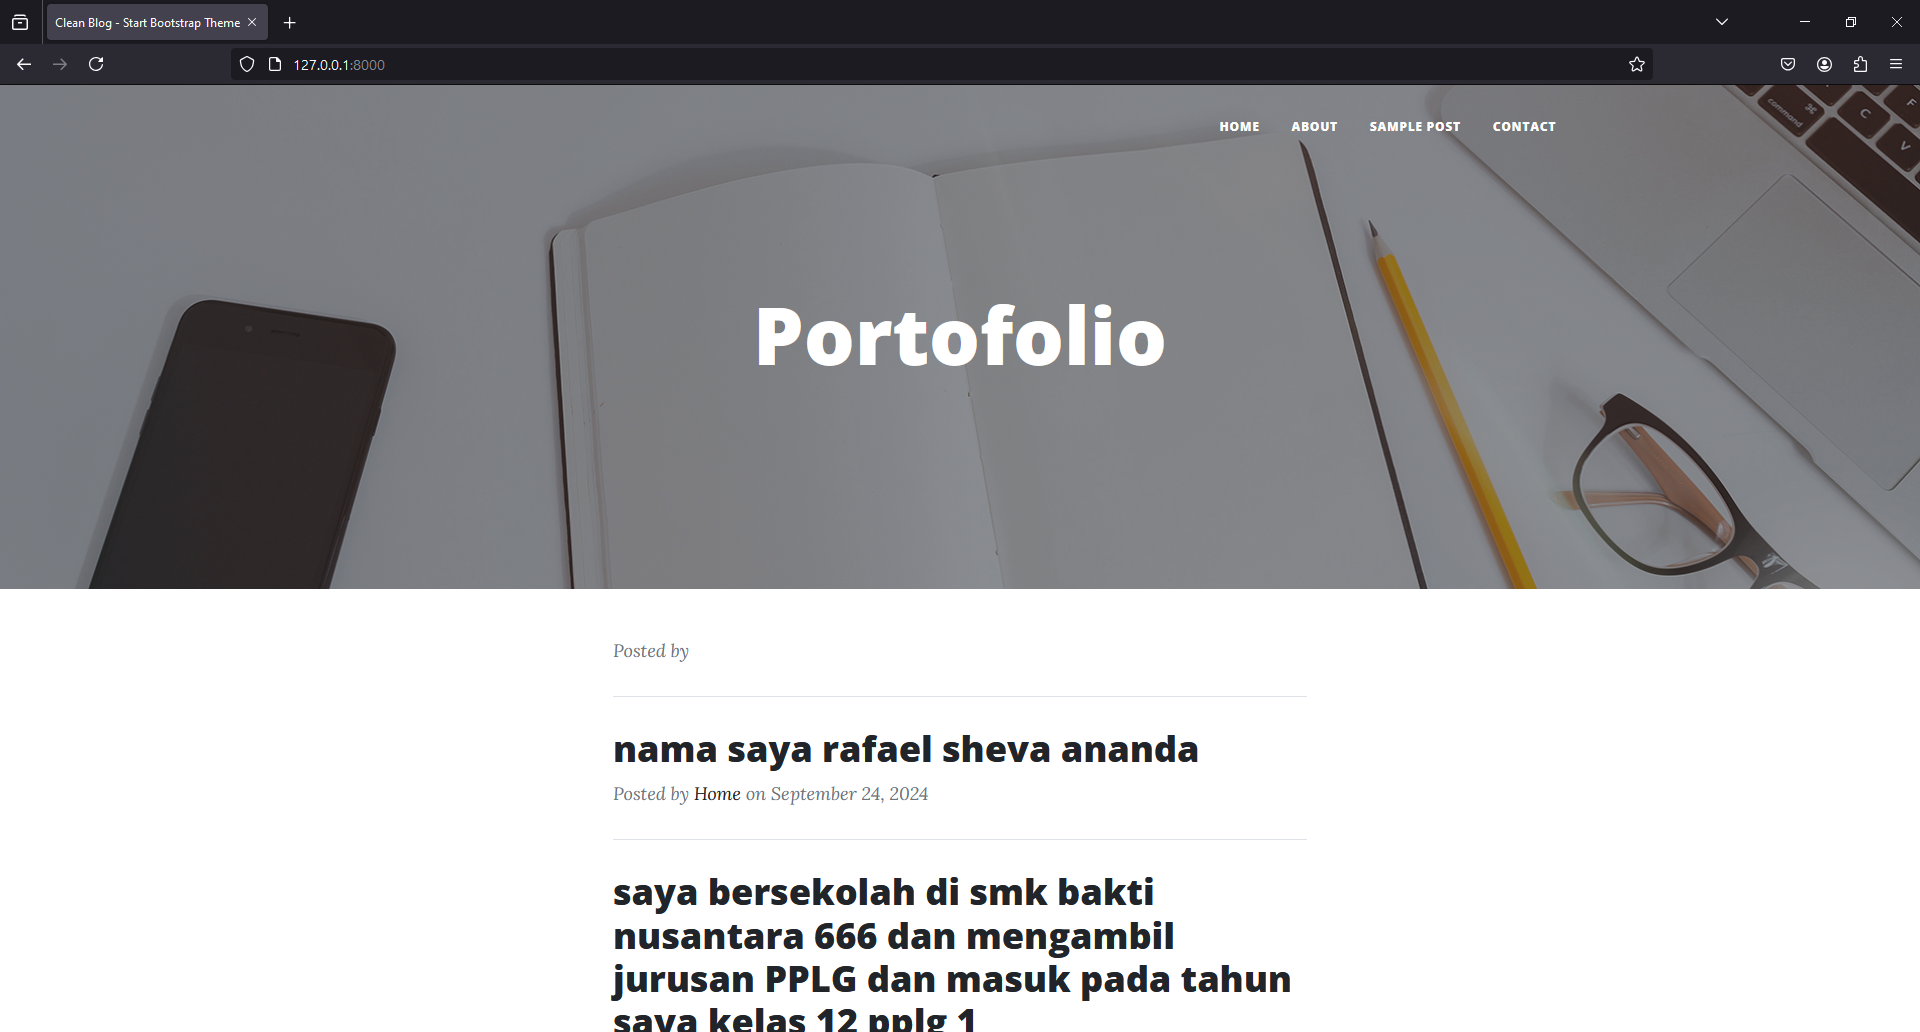 Clean Blog - Start Bootstrap Theme
127.0.0.1:8000
HOME ABOUT SAMPLE POST CONTACT
command ⌘ C F V
Portofolio
Posted by
nama saya rafael sheva ananda
Posted by Home on September 24, 2024
saya bersekolah di smk bakti
nusantara 666 dan mengambil
jurusan PPLG dan masuk pada tahun
saya kelas 12 pplg 1